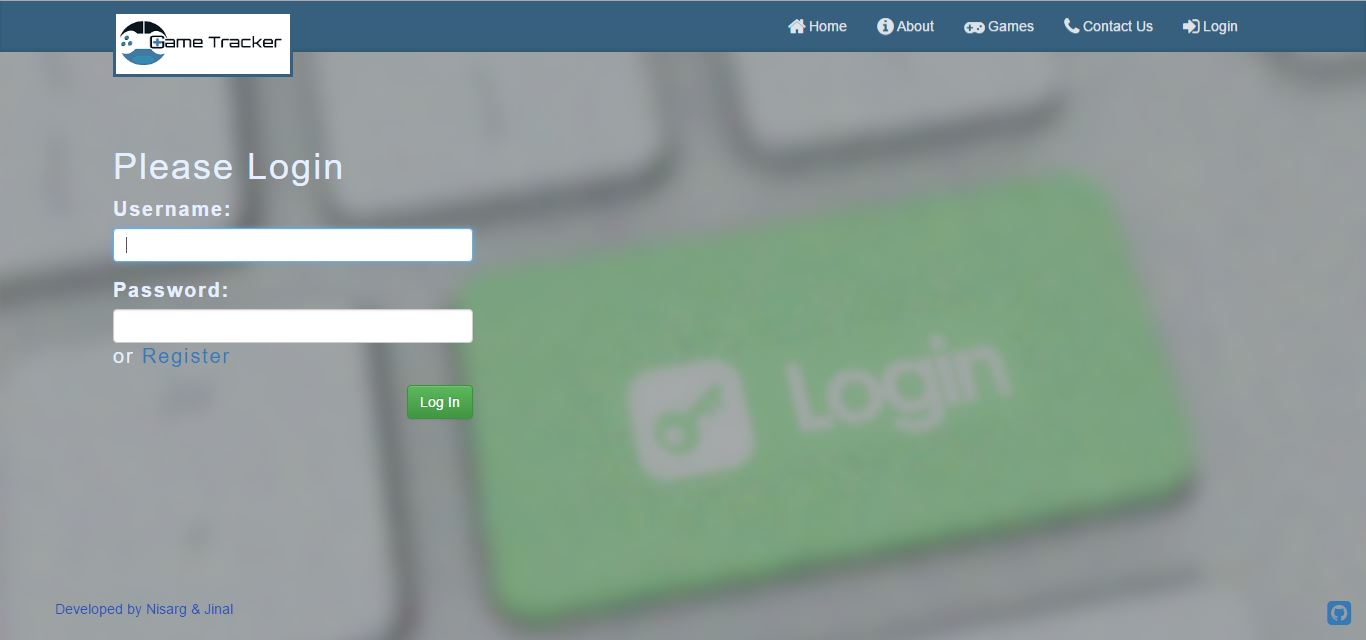 Game Tracker
Home About Games Contact Us Login
Please Login
Username:
Password:
or Register
Log In
Login
Developed by Nisarg & Jinal